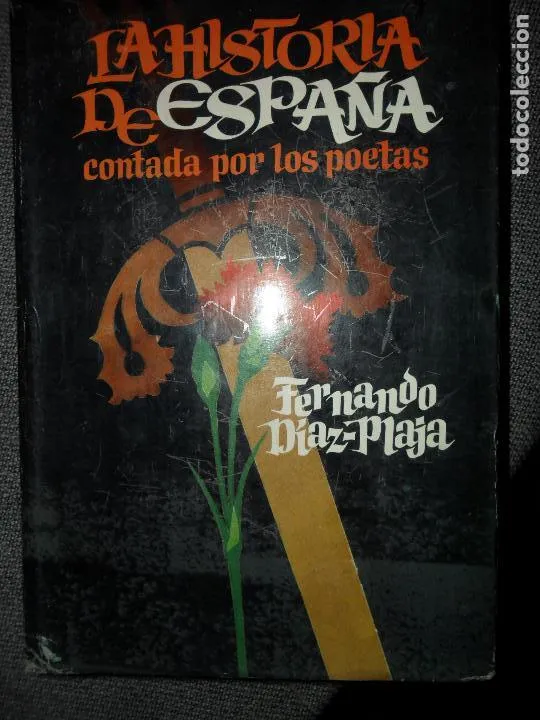 LA HISTORIA
DE ESPAÑA
contada por los poetas
Fernando
Díaz-Plaja
todocoleccion